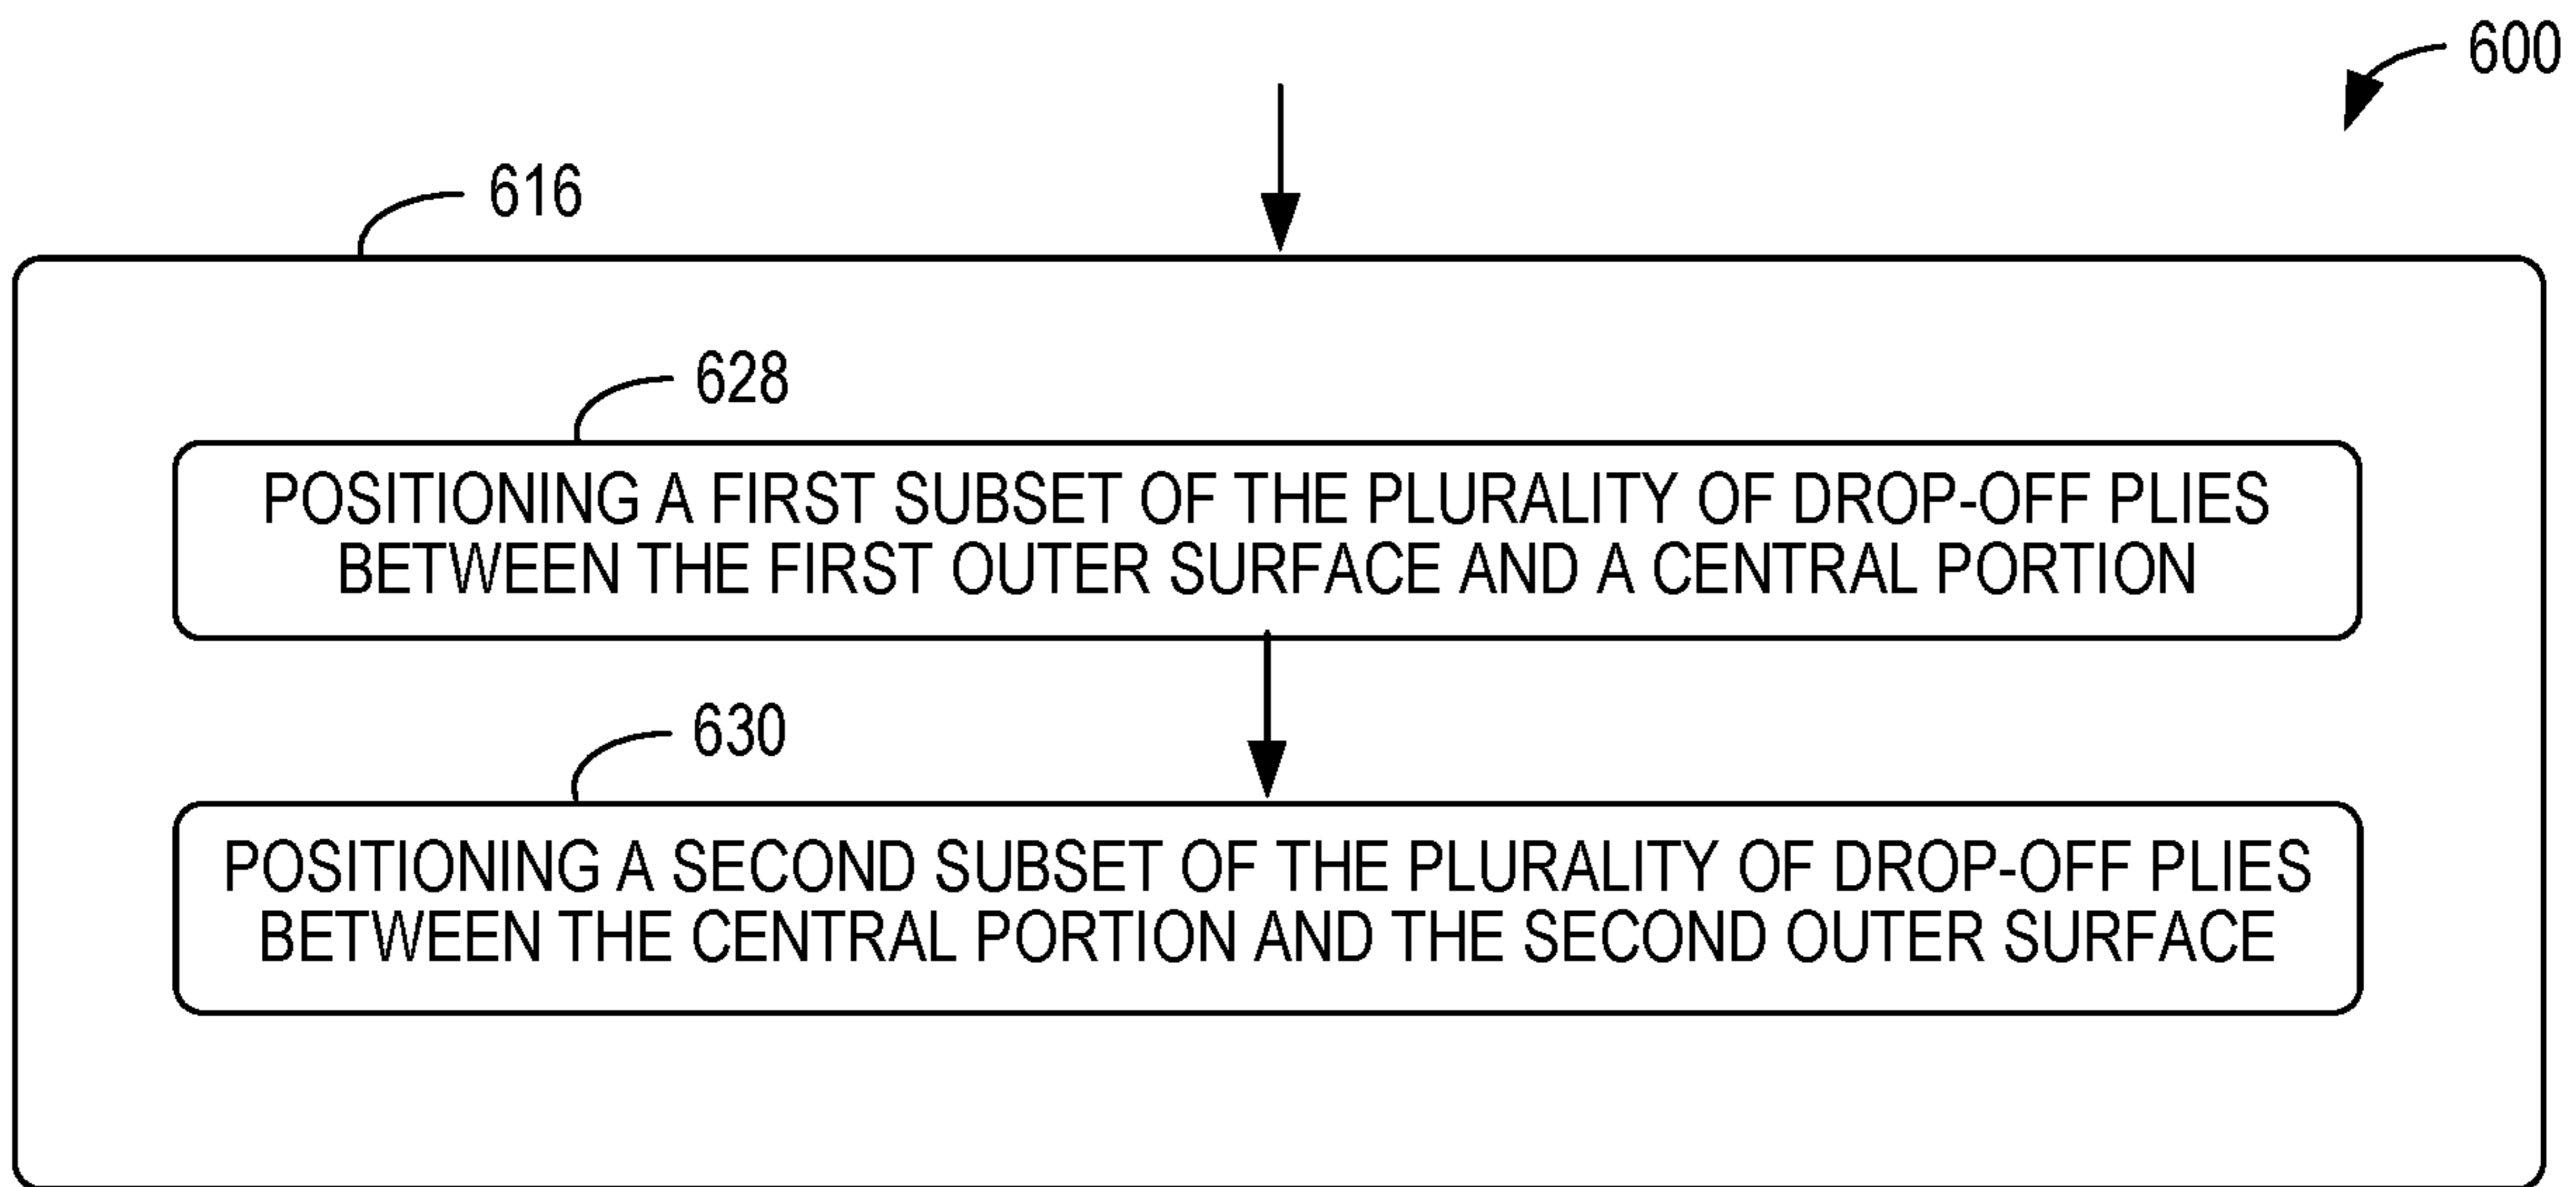 600
616
628
POSITIONING A FIRST SUBSET OF THE PLURALITY OF DROP-OFF PLIES
BETWEEN THE FIRST OUTER SURFACE AND A CENTRAL PORTION
630
POSITIONING A SECOND SUBSET OF THE PLURALITY OF DROP-OFF PLIES
BETWEEN THE CENTRAL PORTION AND THE SECOND OUTER SURFACE